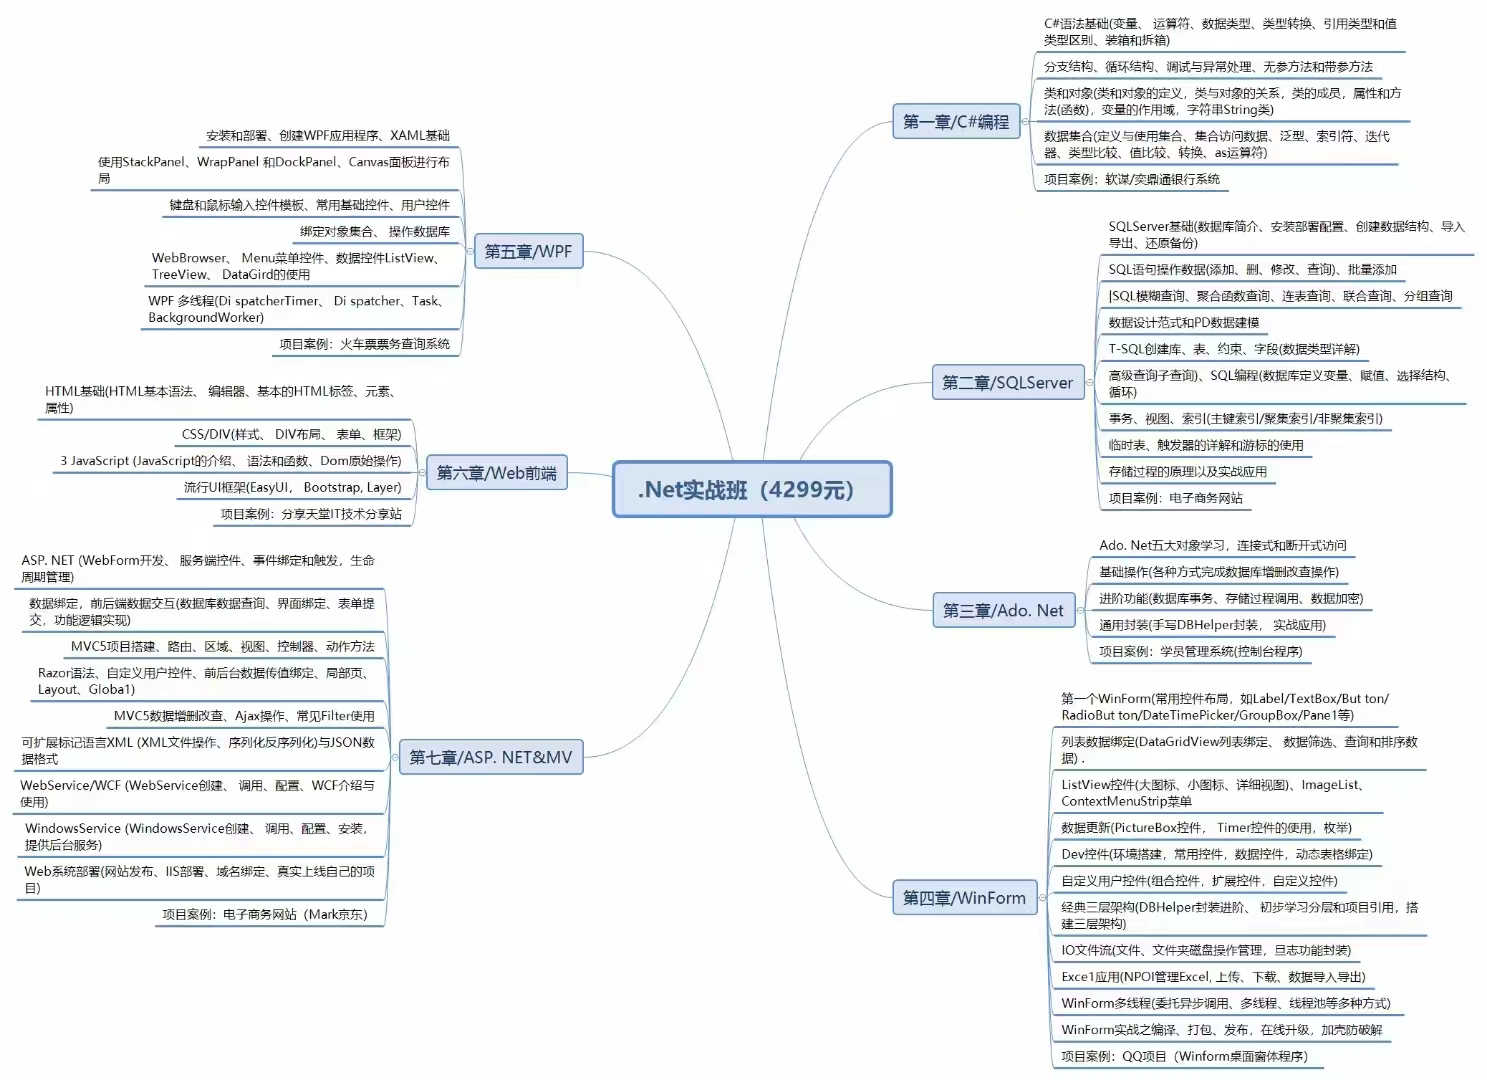 .Net实战班（4299元）
第一章/C#编程
C#语法基础(变量、 运算符、数据类型、类型转换、引用类型和值
类型区别、装箱和拆箱)
分支结构、循环结构、调试与异常处理、无参方法和带参方法
类和对象(类和对象的定义，类与对象的关系，类的成员，属性和方
法(函数)，变量的作用域，字符串String类)
数据集合(定义与使用集合、集合访问数据、泛型、索引符、迭代
器、类型比较、值比较、转换、as运算符)
项目案例：软谋/奕鼎通银行系统
第二章/SQLServer
SQLServer基础(数据库简介、安装部署配置、创建数据结构、导入
导出、还原备份)
SQL语句操作数据(添加、删、修改、查询)、批量添加
|SQL模糊查询、聚合函数查询、连表查询、联合查询、分组查询
数据设计范式和PD数据建模
T-SQL创建库、表、约束、字段(数据类型详解)
高级查询子查询)、SQL编程(数据库定义变量、赋值、选择结构、
循环)
事务、视图、索引(主键索引/聚集索引/非聚集索引)
临时表、触发器的详解和游标的使用
存储过程的原理以及实战应用
项目案例：电子商务网站
第三章/Ado. Net
Ado. Net五大对象学习，连接式和断开式访问
基础操作(各种方式完成数据库增删改查操作)
进阶功能(数据库事务、存储过程调用、数据加密)
通用封装(手写DBHelper封装， 实战应用)
项目案例：学员管理系统(控制台程序)
第四章/WinForm
第一个WinForm(常用控件布局，如Label/TextBox/But ton/
RadioBut ton/DateTimePicker/GroupBox/Pane1等)
列表数据绑定(DataGridView列表绑定、 数据筛选、查询和排序数
据) .
ListView控件(大图标、小图标、详细视图)、ImageList、
ContextMenuStrip菜单
数据更新(PictureBox控件， Timer控件的使用，枚举)
Dev控件(环境搭建，常用控件，数据控件，动态表格绑定)
自定义用户控件(组合控件，扩展控件，自定义控件)
经典三层架构(DBHelper封装进阶、 初步学习分层和项目引用，搭
建三层架构)
IO文件流(文件、文件夹磁盘操作管理，旦志功能封装)
Exce1应用(NPOI管理Excel, 上传、下载、数据导入导出)
WinForm多线程(委托异步调用、多线程、线程池等多种方式)
WinForm实战之编译、打包、发布，在线升级，加壳防破解
项目案例：QQ项目（Winform桌面窗体程序）
第五章/WPF
安装和部署、创建WPF应用程序、XAML基础
使用StackPanel、WrapPanel 和DockPanel、Canvas面板进行布
局
键盘和鼠标输入控件模板、常用基础控件、用户控件
绑定对象集合、 操作数据库
WebBrowser、 Menu菜单控件、数据控件ListView、
TreeView、 DataGird的使用
WPF 多线程(Di spatcherTimer、 Di spatcher、Task、
BackgroundWorker)
项目案例：火车票票务查询系统
第六章/Web前端
HTML基础(HTML基本语法、 编辑器、基本的HTML标签、元素、
属性)
CSS/DIV(样式、 DIV布局、 表单、框架)
3 JavaScript (JavaScript的介绍、 语法和函数、Dom原始操作)
流行UI框架(EasyUI， Bootstrap, Layer)
项目案例：分享天堂IT技术分享站
第七章/ASP. NET&MV
ASP. NET (WebForm开发、 服务端控件、事件绑定和触发，生命
周期管理)
数据绑定，前后端数据交互(数据库数据查询、界面绑定、表单提
交，功能逻辑实现)
MVC5项目搭建、路由、区域、视图、控制器、动作方法
Razor语法、自定义用户控件、前后台数据传值绑定、局部页、
Layout、Globa1)
MVC5数据增删改查、Ajax操作、常见Filter使用
可扩展标记语言XML (XML文件操作、序列化反序列化)与JSON数
据格式
WebService/WCF (WebService创建、 调用、配置、WCF介绍与
使用)
WindowsService (WindowsService创建、 调用、配置、安装，
提供后台服务)
Web系统部署(网站发布、IIS部署、域名绑定、真实上线自己的项
目)
项目案例：电子商务网站（Mark京东）